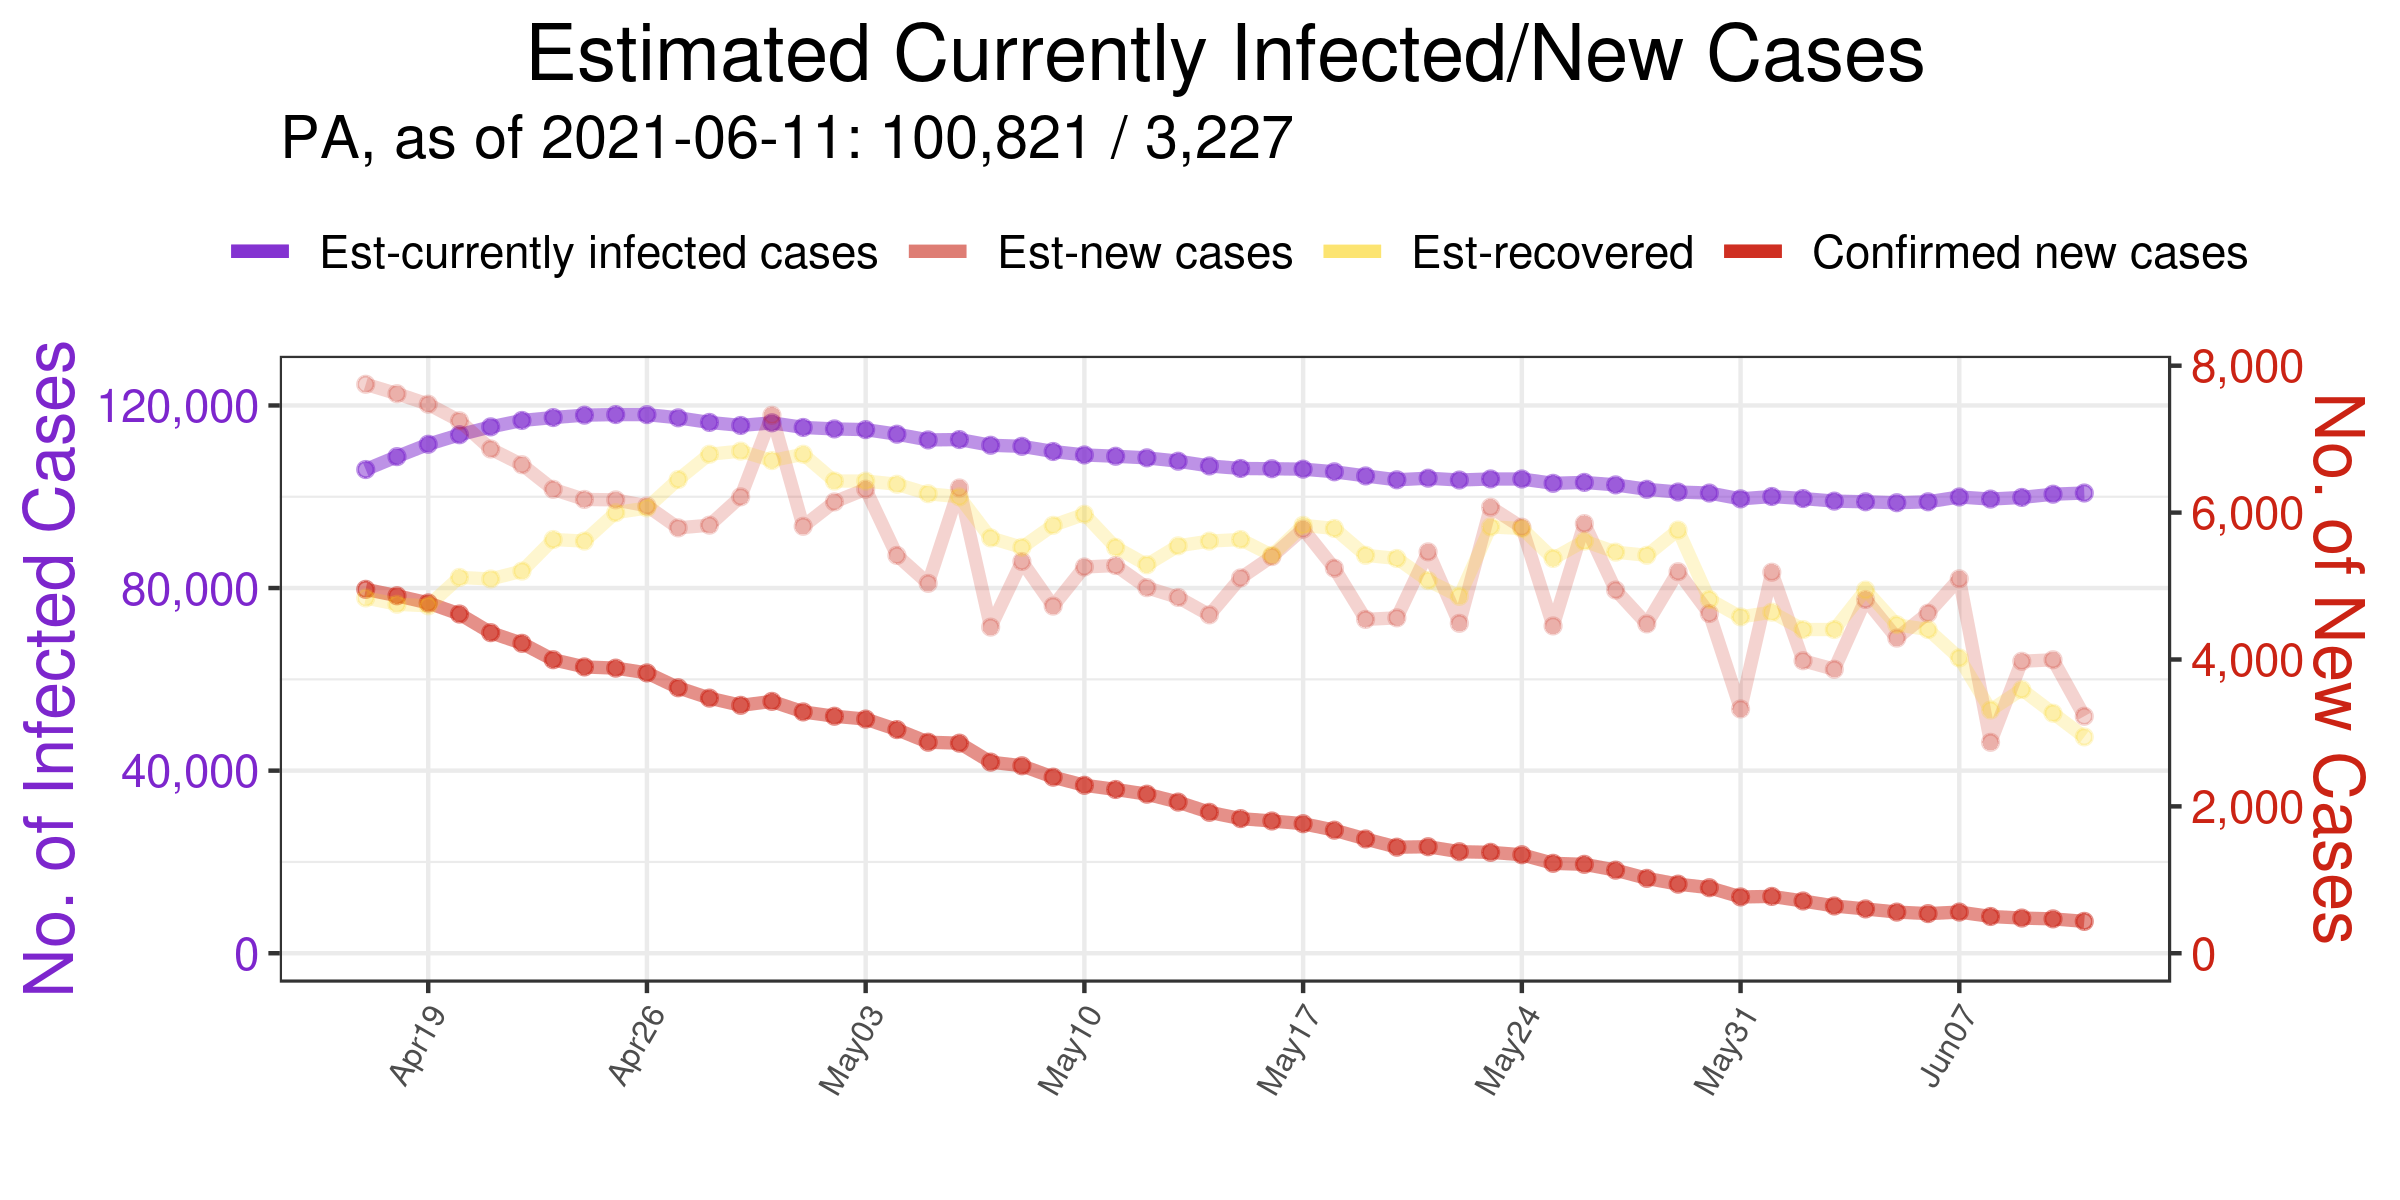 Estimated Currently Infected/New Cases
PA, as of 2021-06-11: 100,821 / 3,227
Est-currently infected cases Est-new cases Est-recovered Confirmed new cases
No. of Infected Cases
120,000
80,000
40,000
0
8,000
6,000
4,000
2,000
0
No. of New Cases
Apr19 Apr26 May03 May10 May17 May24 May31 Jun07